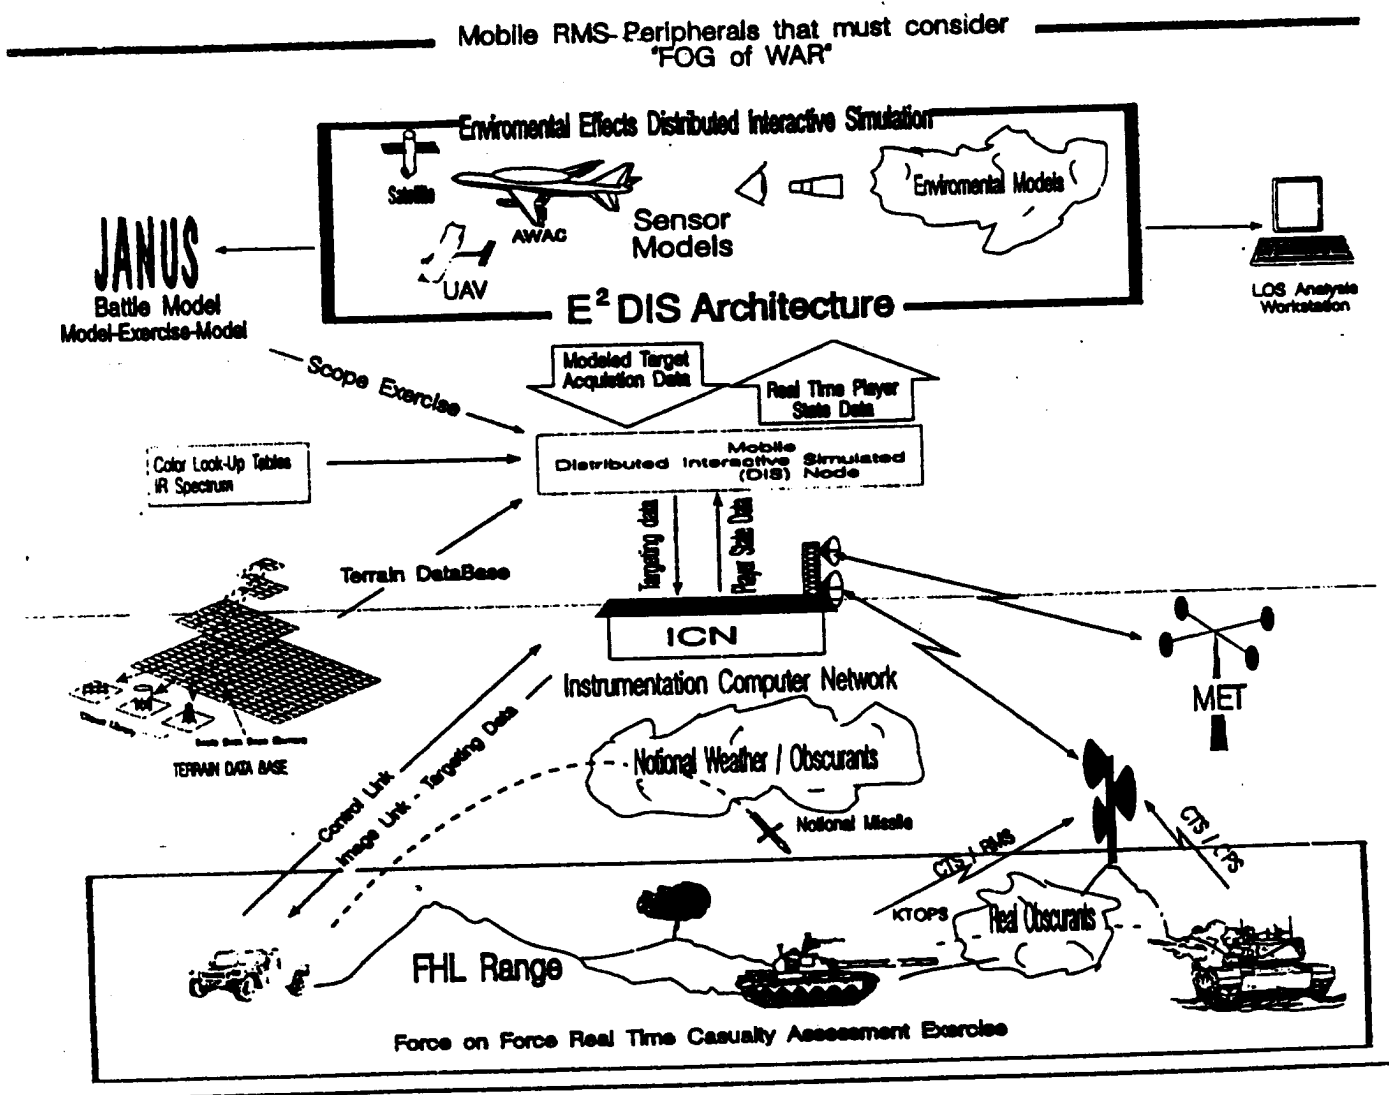 Mobile RMS-Peripherals that must consider
"FOG of WAR"
Enviromental Effects Distributed Interactive Simulation
Satellite
AWAC
UAV
Sensor
Models
Enviromental Models
E² DIS Architecture
JANUS
Battle Model
Model-Exercise-Model
LOS Analysis
Workstation
Scope Exercise
Modeled Target
Acquistion Data
Real Time Player
State Data
Color Look-Up Tables
IR Spectrum
Mobile
Distributed Interactive Simulated
(DIS) Node
Targeting data
Player State Data
Terrain DataBase
ICN
Instrumentation Computer Network
MET
Library
TERRAIN DATA BASE
Control Link
Image Link - Targeting Data
Notional Weather / Obscurants
Notional Missile
CTS / RMS
CTS / CPS
KTOPS
Real Obscurants
FHL Range
Force on Force Real Time Casualty Assessment Exercise